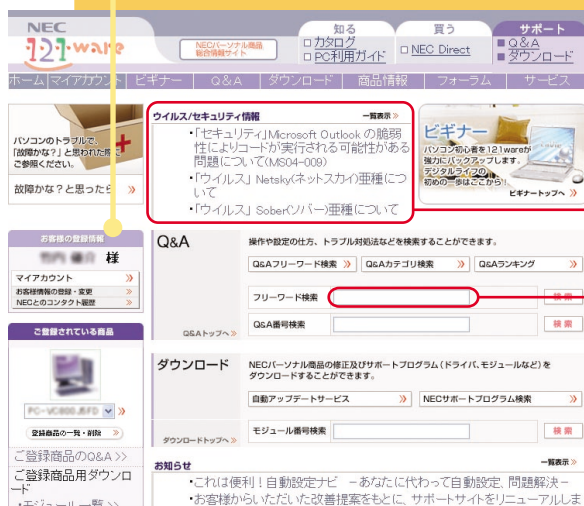 NEC
121ware
NECパーソナル商品
総合情報サイト
知る
買う
サポート
カタログ
PC利用ガイド
NEC Direct
Q&A
ダウンロード
ホーム マイアカウント ビギナー Q&A ダウンロード 商品情報 フォーラム サービス
パソコンのトラブルで、
「故障かな?」と思われた際に
ご参照ください。
故障かな?と思ったら
ウイルス/セキュリティ情報 一覧表示
・「セキュリティ」Microsoft Outlook の脆弱
性によりコードが実行される可能性がある
問題について(MS04-009)
・「ウイルス」 Netsky(ネットスカイ)亜種につ
いて
・「ウイルス」 Sober(ソバー)亜種について
ビギナー
パソコン初心者を121wareが
強力にバックアップします。
デジタルライフの
初めの一歩はここから!
ビギナートップへ
お客様の登録情報
様
マイアカウント
お客様情報の登録・変更
NECとのコンタクト履歴
Q&A
操作や設定の仕方、トラブル対処法などを検索することができます。
Q&Aフリーワード検索
Q&Aカテゴリ検索
Q&Aランキング
フリーワード検索 検索
Q&A番号検索 検索
Q&Aトップへ
ご登録されている商品
登録商品の一覧・削除
ご登録商品のQ&A>>
ご登録商品用ダウンロ
ード
・モジュール一覧>>
ダウンロード
NECパーソナル商品の修正及びサポートプログラム(ドライバ、モジュールなど)を
ダウンロードすることができます。
自動アップデートサービス
NECサポートプログラム検索
モジュール番号検索 検索
ダウンロードトップへ
お知らせ 一覧表示
・これは便利!自動設定ナビ －あなたに代わって自動設定、問題解決－
・お客様からいただいた改善提案をもとに、サポートサイトをリニューアルしま